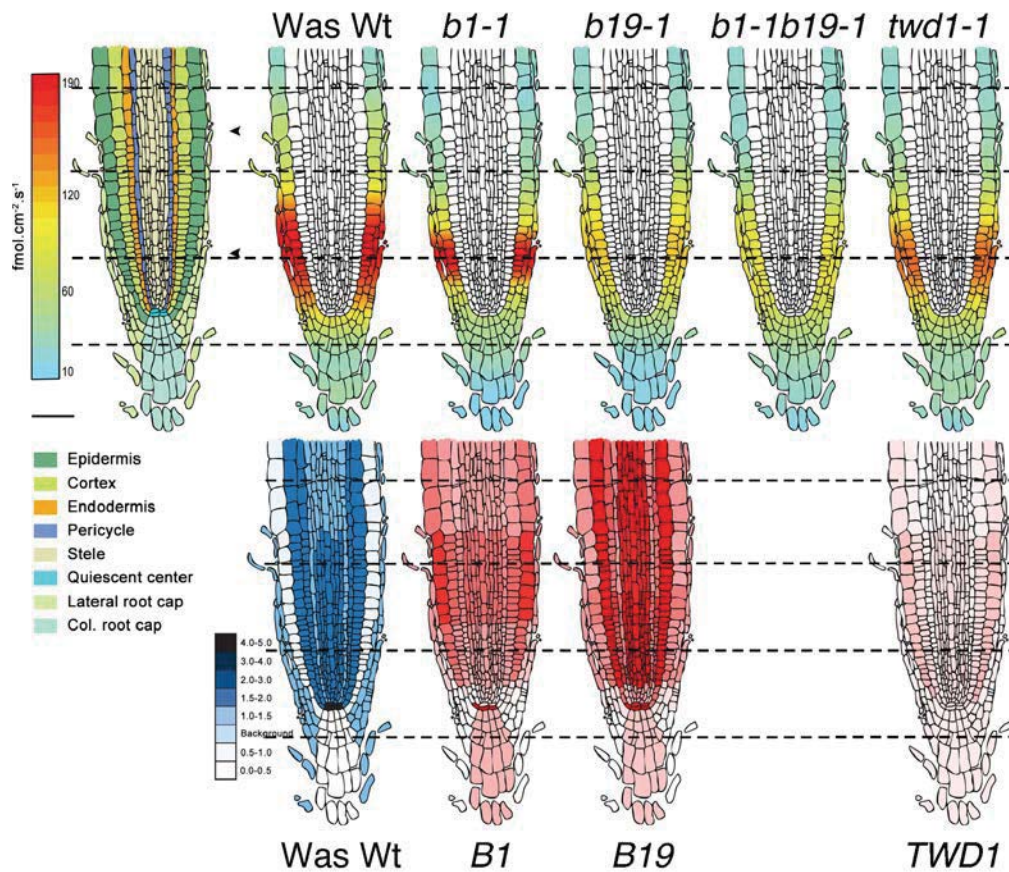 Was Wt b1-1 b19-1 b1-1b19-1 twd1-1
190
120
60
10
fmol.cm⁻².s⁻¹
Epidermis
Cortex
Endodermis
Pericycle
Stele
Quiescent center
Lateral root cap
Col. root cap
4.0-5.0
3.0-4.0
2.0-3.0
1.5-2.0
1.0-1.5
Background
0.5-1.0
0.0-0.5
Was Wt B1 B19 TWD1